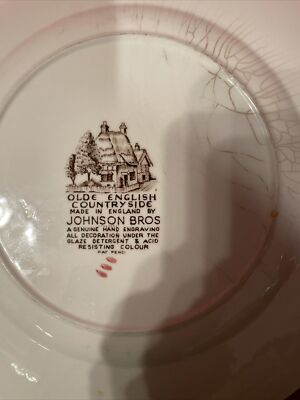 OLDE ENGLISH
COUNTRYSIDE
MADE IN ENGLAND BY
JOHNSON BROS
A GENUINE HAND ENGRAVING
ALL DECORATION UNDER THE
GLAZE DETERGENT & ACID
RESISTING COLOUR
PAT PEND.